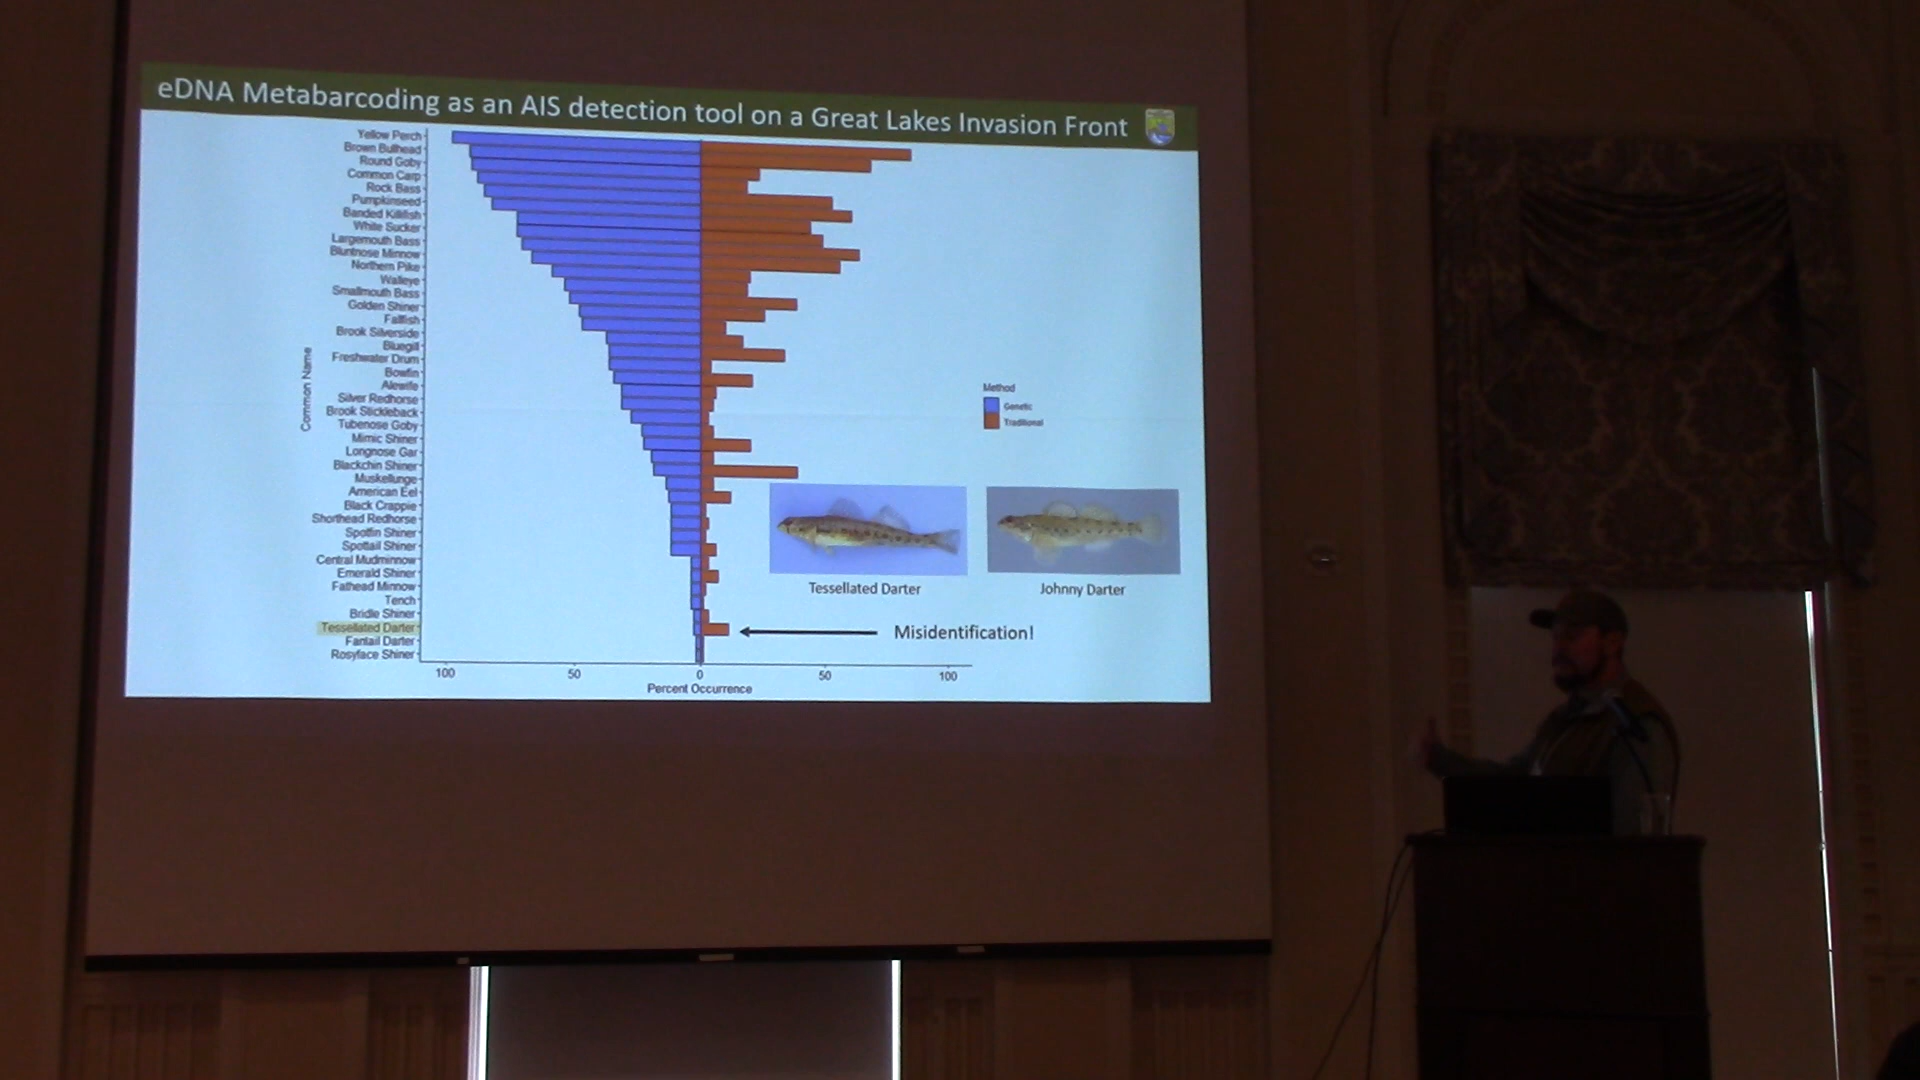 eDNA Metabarcoding as an AIS detection tool on a Great Lakes Invasion Front
Yellow Perch
Brown Bullhead
Round Goby
Common Carp
Rock Bass
Pumpkinseed
Banded Killifish
White Sucker
Largemouth Bass
Bluntnose Minnow
Northern Pike
Walleye
Smallmouth Bass
Golden Shiner
Fallfish
Brook Silverside
Bluegill
Freshwater Drum
Bowfin
Alewife
Silver Redhorse
Brook Stickleback
Tubenose Goby
Mimic Shiner
Longnose Gar
Blackchin Shiner
Muskellunge
American Eel
Black Crappie
Shorthead Redhorse
Spotfin Shiner
Spottail Shiner
Central Mudminnow
Emerald Shiner
Fathead Minnow
Tench
Bridle Shiner
Tessellated Darter
Fantail Darter
Rosyface Shiner
Common Name
100 50 0 50 100
Percent Occurrence
Method
Genetic
Traditional
Tessellated Darter
Johnny Darter
Misidentification!